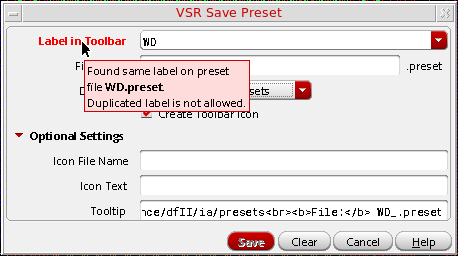 VSR Save Preset
Label in Toolbar WD
Fi .preset
Found same label on preset
file WD.preset.
Duplicated label is not allowed.
D sets
Create Toolbar Icon
Optional Settings
Icon File Name
Icon Text
Tooltip nce/dfII/ia/presets<br><b>File:</b> WD_.preset
Save Clear Cancel Help